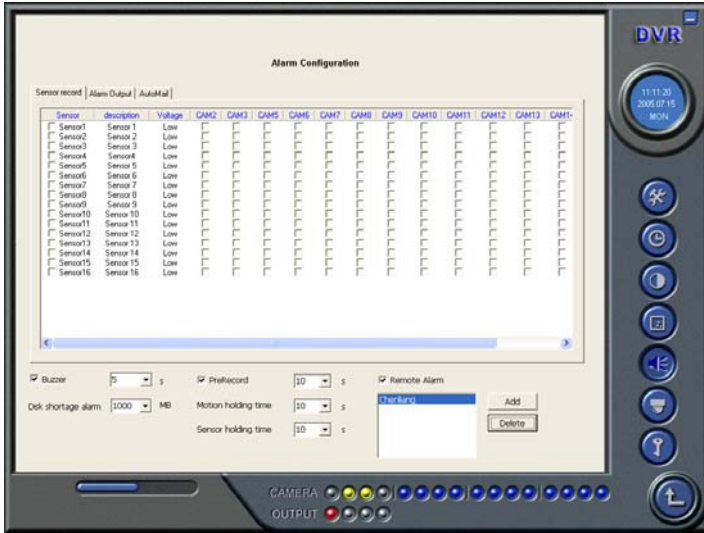 DVR
Alarm Configuration
Sensor record Alarm Output AutoMail
11:11:20
2005.07.15
MON
Sensor description Voltage CAM2 CAM3 CAM5 CAM6 CAM7 CAM8 CAM9 CAM10 CAM11 CAM12 CAM13 CAM14
Sensor1 Sensor 1 Low
Sensor2 Sensor 2 Low
Sensor3 Sensor 3 Low
Sensor4 Sensor4 Low
Sensor5 Sensor 5 Low
Sensor6 Sensor 6 Low
Sensor7 Sensor 7 Low
Sensor8 Sensor 8 Low
Sensor9 Sensor 9 Low
Sensor10 Sensor 10 Low
Sensor11 Sensor 11 Low
Sensor12 Sensor 12 Low
Sensor13 Sensor 13 Low
Sensor14 Sensor 14 Low
Sensor15 Sensor 15 Low
Sensor16 Sensor 16 Low
Buzzer 5 s PreRecord 10 s Remote Alarm
Disk shortage alarm 1000 MB Motion holding time 10 s Chenliang Add
Sensor holding time 10 s Delete
CAMERA
OUTPUT